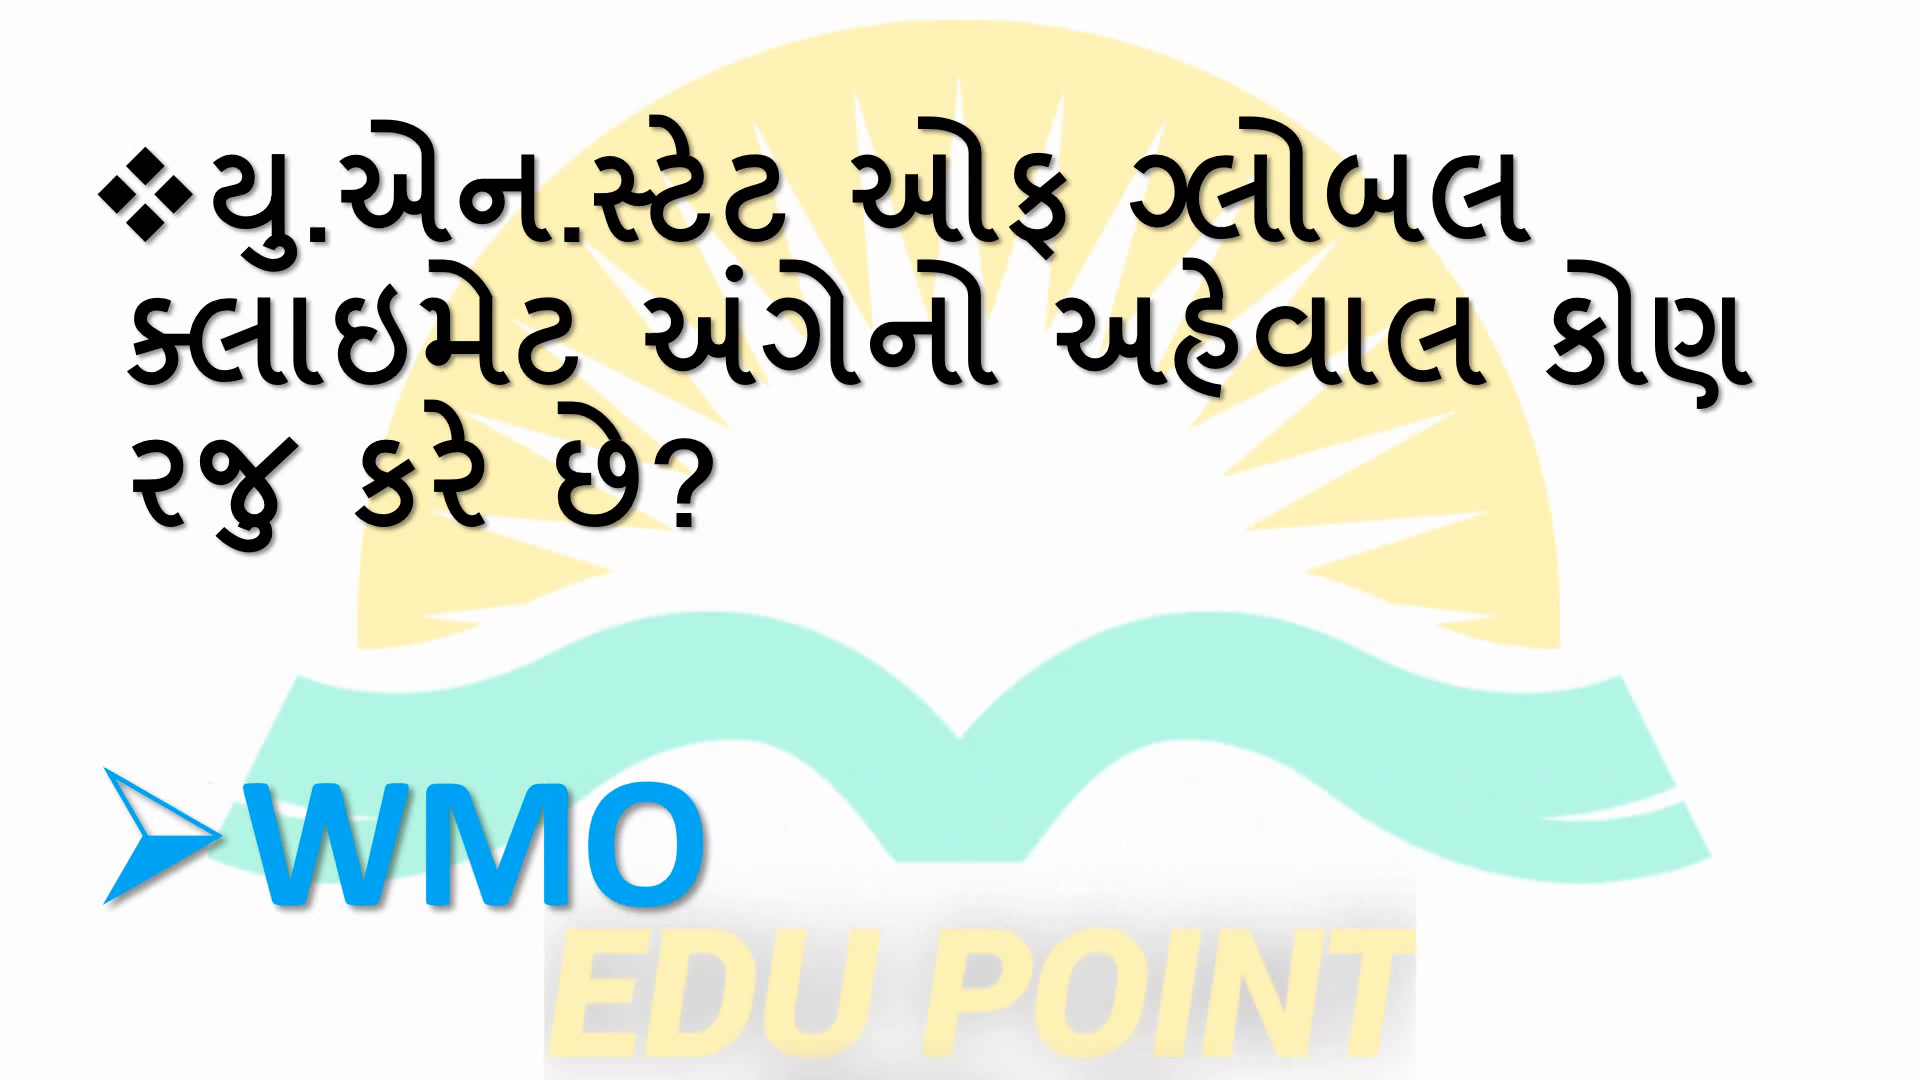 ❖યુ.એન.સ્ટેટ ઓફ ગ્લોબલ
ક્લાઇમેટ અંગેનો અહેવાલ કોણ
રજુ કરે છે?
➢WMO
EDU POINT